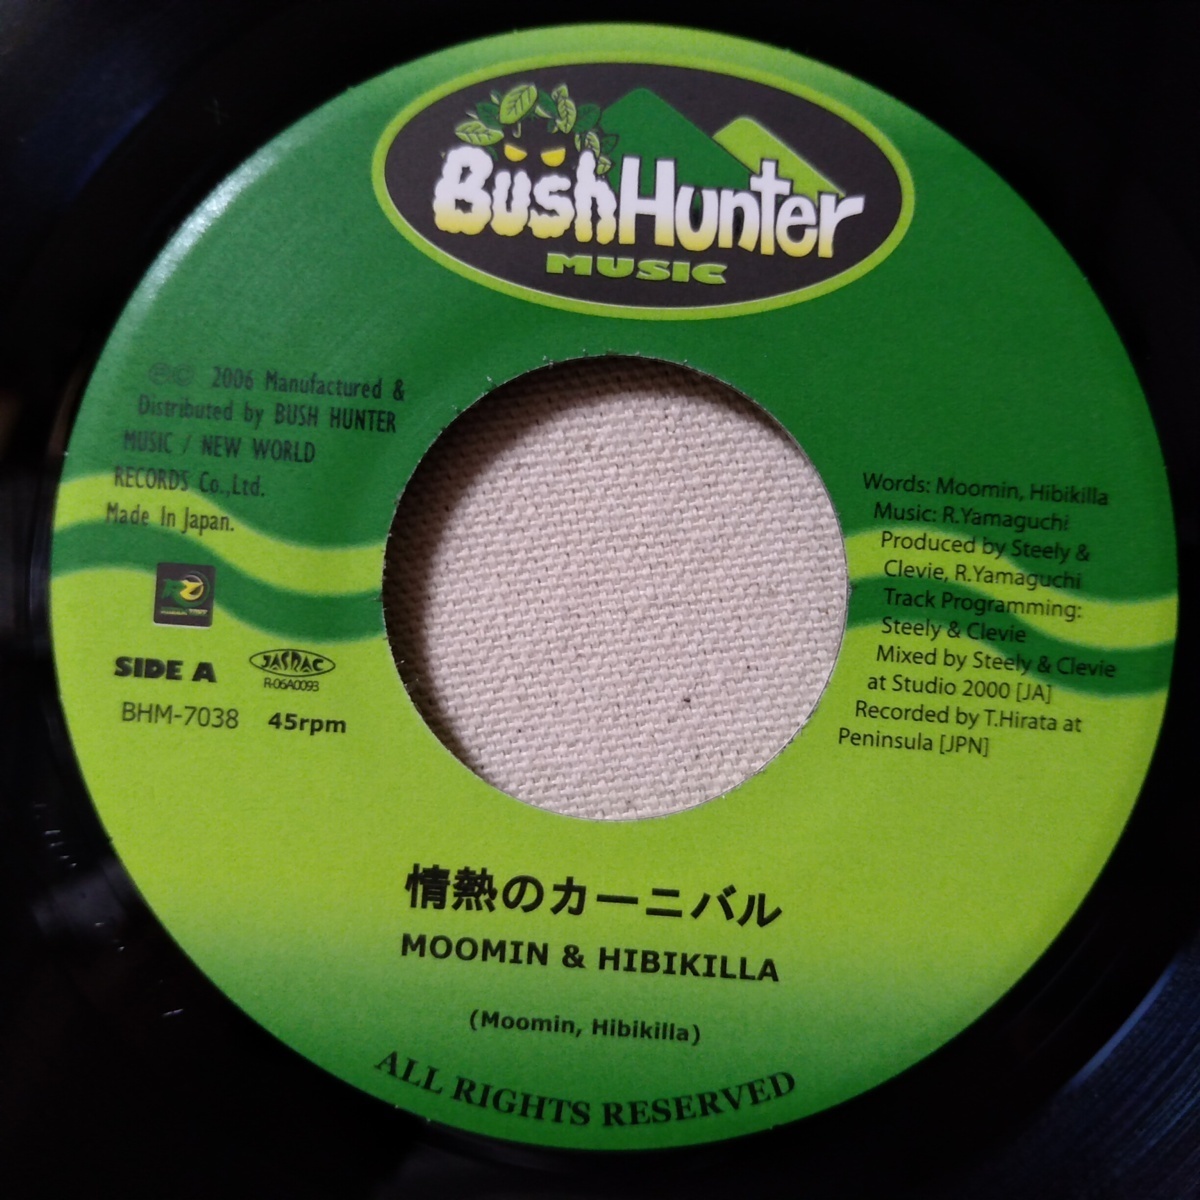 BushHunter
MUSIC
℗© 2006 Manufactured &
Distributed by BUSH HUNTER
MUSIC / NEW WORLD
RECORDS Co.,Ltd.
Made In Japan.
SIDE A
JASRAC
R-06A0093
BHM-7038 45rpm
Words: Moomin, Hibikilla
Music: R.Yamaguchi
Produced by Steely &
Clevie, R.Yamaguchi
Track Programming:
Steely & Clevie
Mixed by Steely & Clevie
at Studio 2000 [JA]
Recorded by T.Hirata at
Peninsula [JPN]
情熱のカーニバル
MOOMIN & HIBIKILLA
(Moomin, Hibikilla)
ALL RIGHTS RESERVED